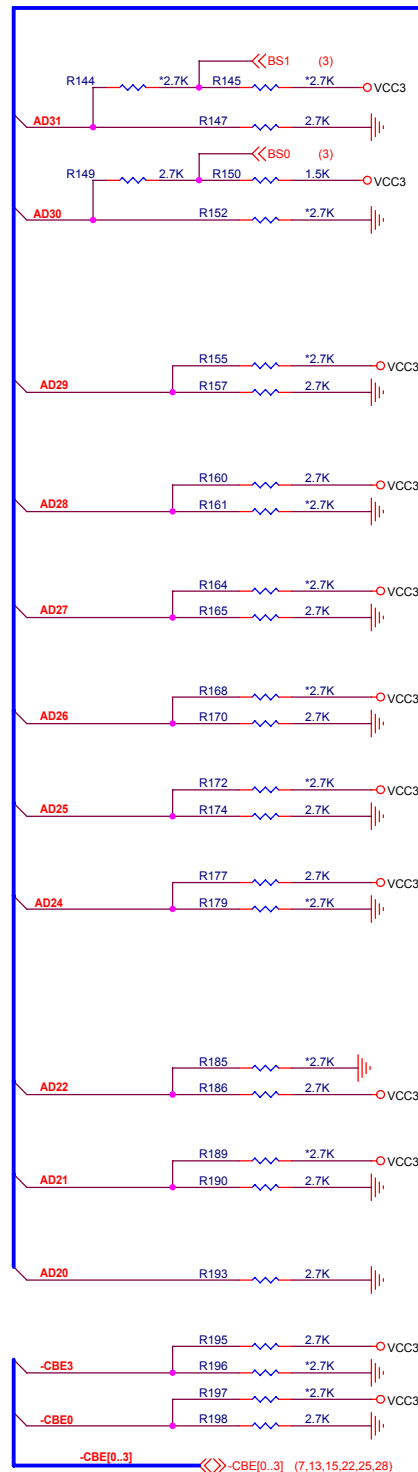 BS1 (3)
R144 *2.7K R145 *2.7K VCC3
AD31 R147 2.7K
BS0 (3)
R149 2.7K R150 1.5K VCC3
AD30 R152 *2.7K
R155 *2.7K VCC3
AD29 R157 2.7K
R160 2.7K VCC3
AD28 R161 *2.7K
R164 *2.7K VCC3
AD27 R165 2.7K
R168 *2.7K VCC3
AD26 R170 2.7K
R172 *2.7K VCC3
AD25 R174 2.7K
R177 2.7K VCC3
AD24 R179 *2.7K
R185 *2.7K
AD22 R186 2.7K VCC3
R189 *2.7K VCC3
AD21 R190 2.7K
AD20 R193 2.7K
R195 2.7K VCC3
-CBE3 R196 *2.7K
R197 *2.7K VCC3
-CBE0 R198 2.7K
-CBE[0..3] -CBE[0..3] (7,13,15,22,25,28)